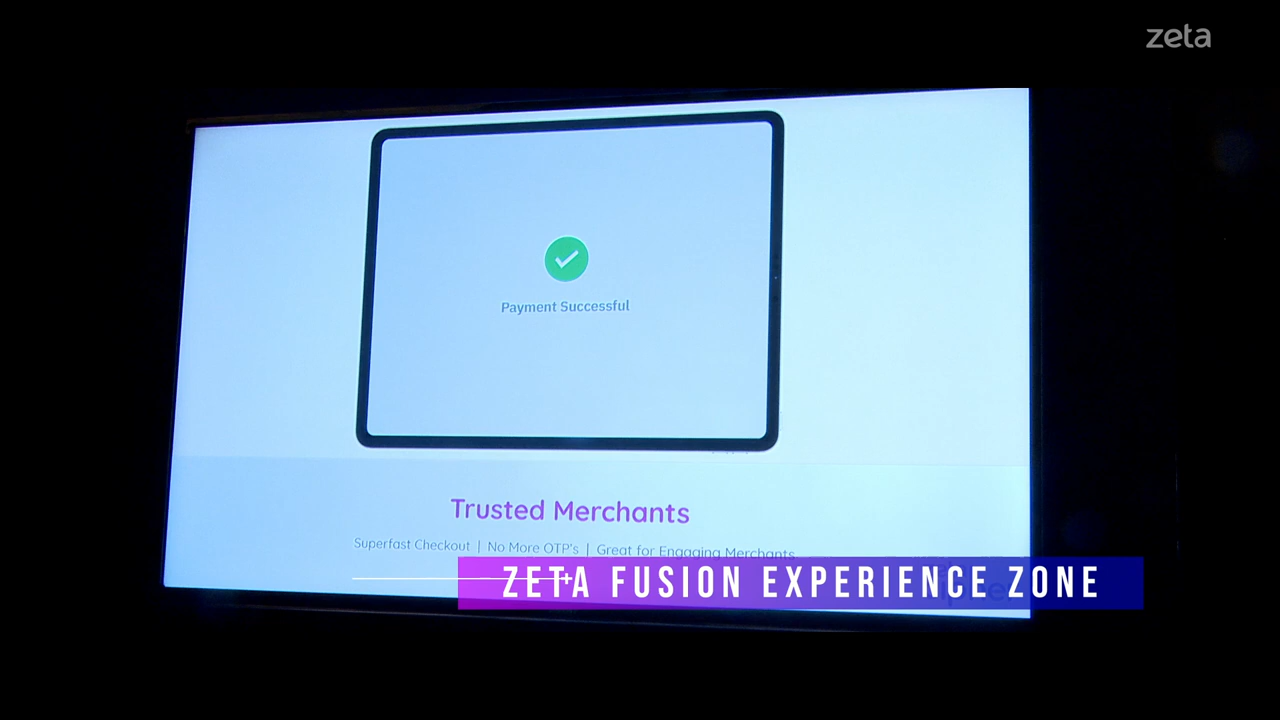 zeta
Payment Successful
Trusted Merchants
Superfast Checkout | No More OTP's | Great for Engaging Merchants
ZETA FUSION EXPERIENCE ZONE